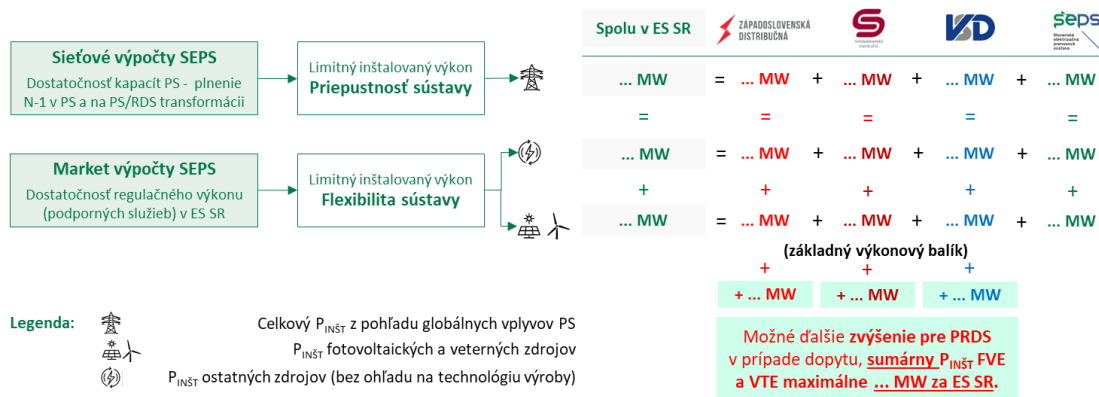 Spolu v ES SR
ZÁPADOSLOVENSKÁ
DISTRIBUČNÁ
VSD
seps
Slovenská
elektrizačná
prenosová
sústava
Sieťové výpočty SEPS
Dostatočnosť kapacít PS - plnenie
N-1 v PS a na PS/RDS transformácii
Limitný inštalovaný výkon
Priepustnosť sústavy
... MW = ... MW + ... MW + ... MW + ... MW
= = = = =
Market výpočty SEPS
Dostatočnosť regulačného výkonu
(podporných služieb) v ES SR
Limitný inštalovaný výkon
Flexibilita sústavy
... MW = ... MW + ... MW + ... MW + ... MW
+ + + + +
... MW = ... MW + ... MW + ... MW + ... MW
(základný výkonový balík)
+ + +
+ ... MW + ... MW + ... MW
Legenda:
Celkový PINŠT z pohľadu globálnych vplyvov PS
PINŠT fotovoltaických a veterných zdrojov
PINŠT ostatných zdrojov (bez ohľadu na technológiu výroby)
Možné ďalšie zvýšenie pre PRDS
v prípade dopytu, sumárny PINŠT FVE
a VTE maximálne ... MW za ES SR.